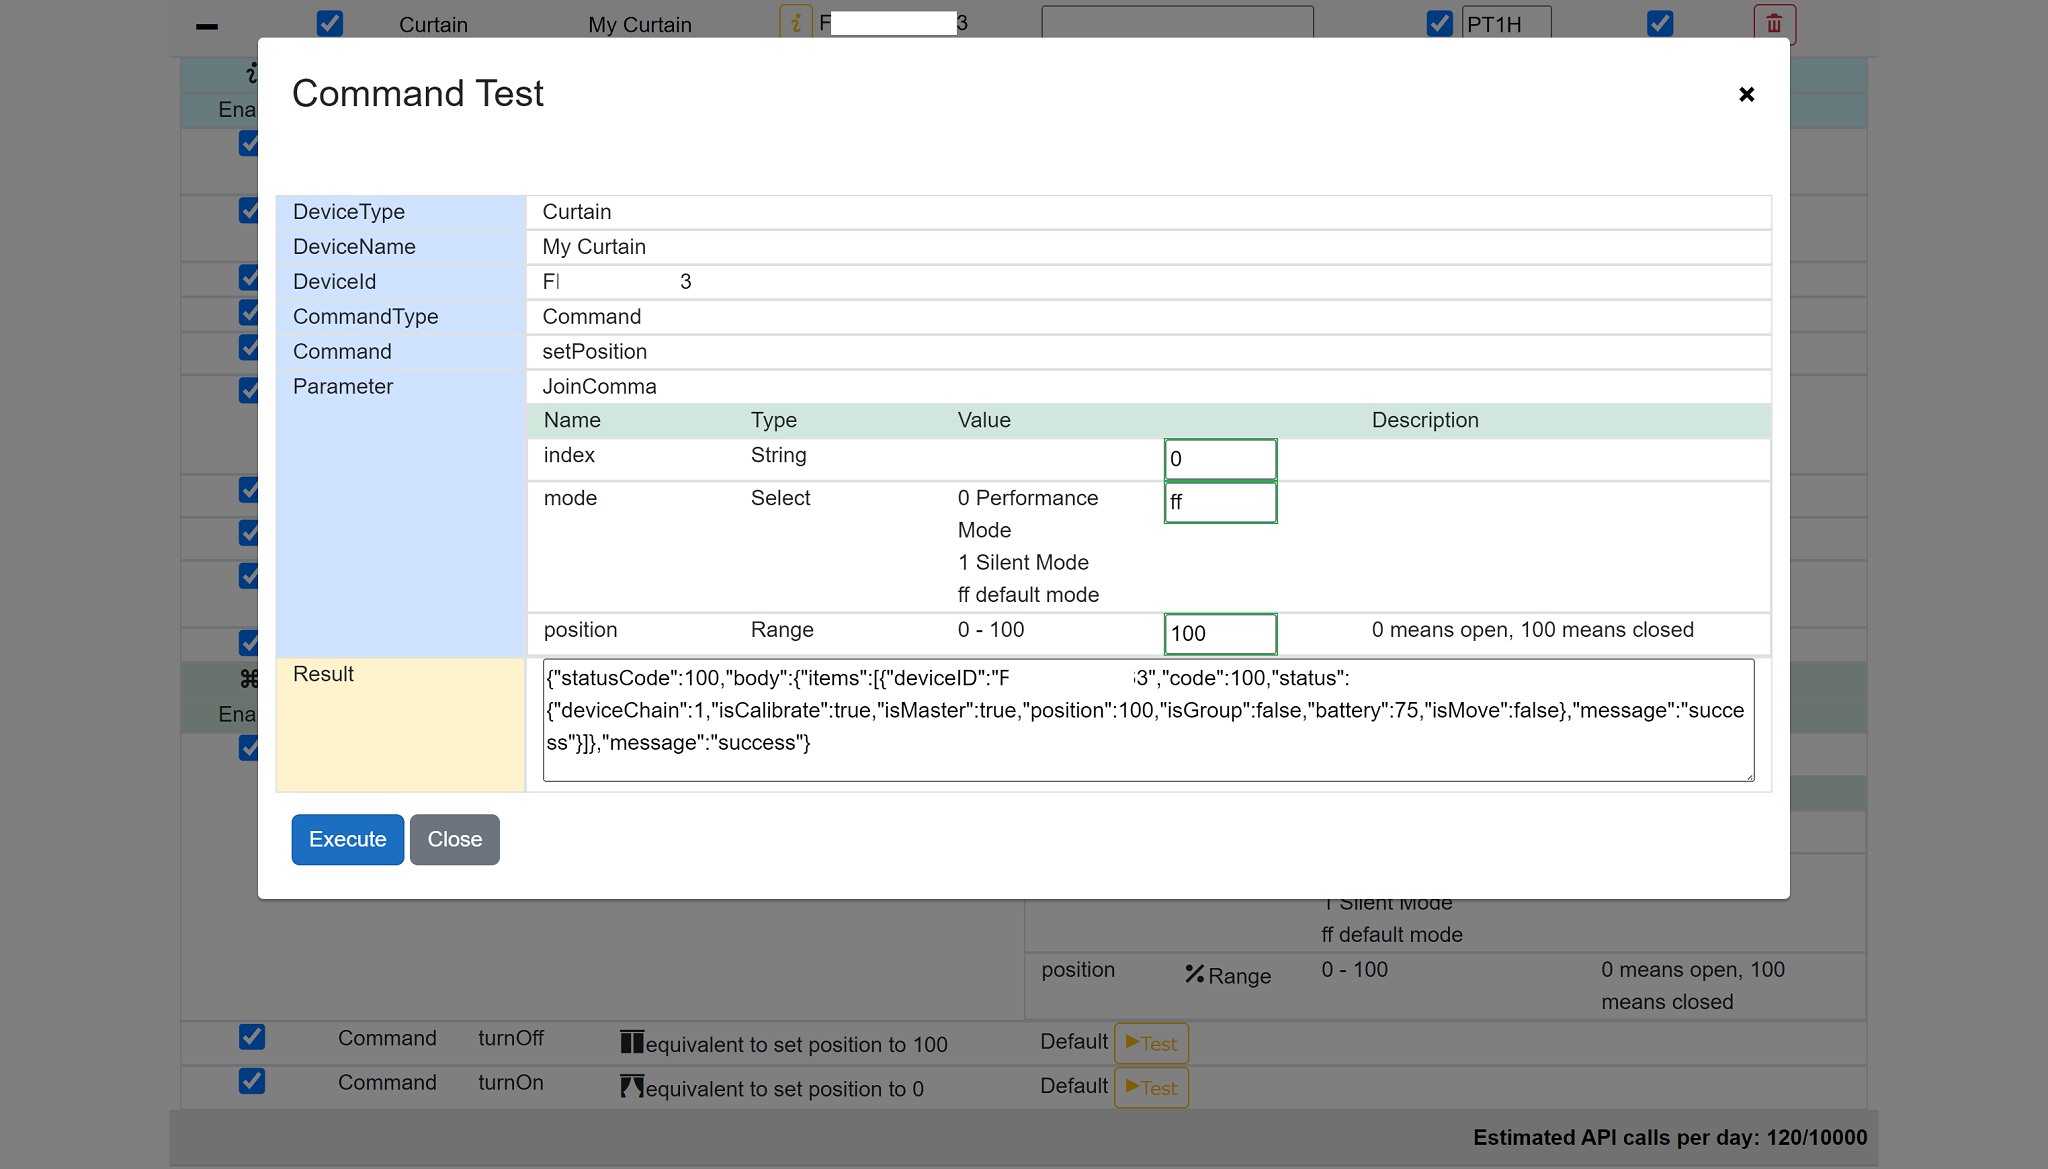 Curtain My Curtain F 3 PT1H
Command Test
Ena
DeviceType Curtain
DeviceName My Curtain
DeviceId F 3
CommandType Command
Command setPosition
Parameter JoinComma
Name Type Value Description
index String 0
mode Select 0 Performance ff
Mode
1 Silent Mode
ff default mode
position Range 0 - 100 100 0 means open, 100 means closed
Result {"statusCode":100,"body":{"items":[{"deviceID":"F 3","code":100,"status":
{"deviceChain":1,"isCalibrate":true,"isMaster":true,"position":100,"isGroup":false,"battery":75,"isMove":false},"message":"succe
ss"}]},"message":"success"}
Ena
Execute Close
1 Silent Mode
ff default mode
position Range 0 - 100 0 means open, 100
means closed
Command turnOff equivalent to set position to 100 Default Test
Command turnOn equivalent to set position to 0 Default Test
Estimated API calls per day: 120/10000